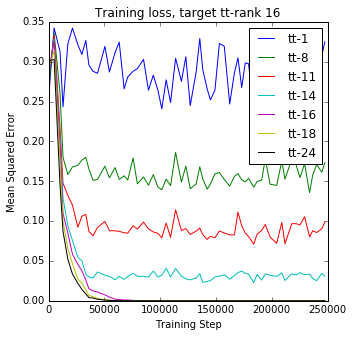 Training loss, target tt-rank 16
Mean Squared Error
0.35
0.30
0.25
0.20
0.15
0.10
0.05
0.00
tt-1
tt-8
tt-11
tt-14
tt-16
tt-18
tt-24
0 50000 100000 150000 200000 250000
Training Step